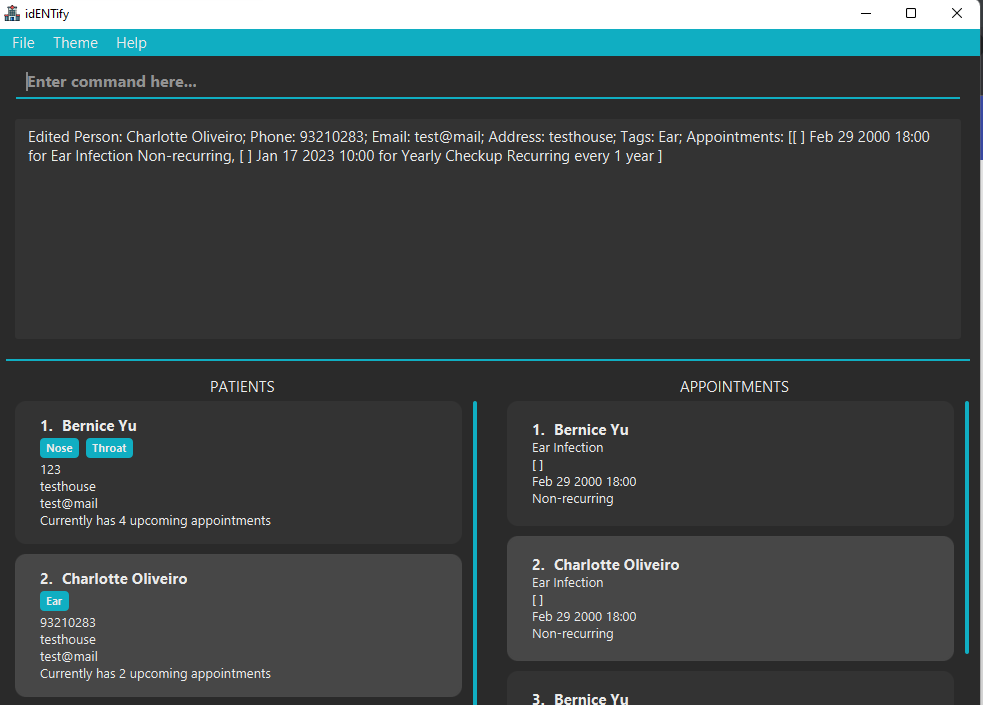 idENTify
File Theme Help
Enter command here...
Edited Person: Charlotte Oliveiro; Phone: 93210283; Email: test@mail; Address: testhouse; Tags: Ear; Appointments: [[ ] Feb 29 2000 18:00
for Ear Infection Non-recurring, [ ] Jan 17 2023 10:00 for Yearly Checkup Recurring every 1 year ]
PATIENTS
1. Bernice Yu
Nose Throat
123
testhouse
test@mail
Currently has 4 upcoming appointments
2. Charlotte Oliveiro
Ear
93210283
testhouse
test@mail
Currently has 2 upcoming appointments
APPOINTMENTS
1. Bernice Yu
Ear Infection
[ ]
Feb 29 2000 18:00
Non-recurring
2. Charlotte Oliveiro
Ear Infection
[ ]
Feb 29 2000 18:00
Non-recurring
3. Bernice Yu